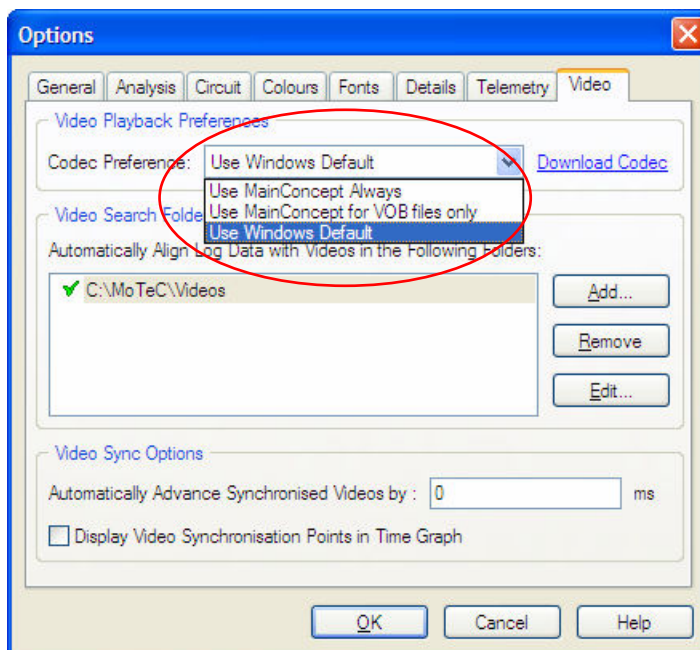 Options
General Analysis Circuit Colours Fonts Details Telemetry Video
Video Playback Preferences
Codec Preference: Use Windows Default Download Codec
Use MainConcept Always
Use MainConcept for VOB files only
Use Windows Default
Video Search Folde
Automatically Align Log Data with Videos in the Following Folders:
C:\MoTeC\Videos
Add...
Remove
Edit...
Video Sync Options
Automatically Advance Synchronised Videos by : 0 ms
Display Video Synchronisation Points in Time Graph
OK Cancel Help